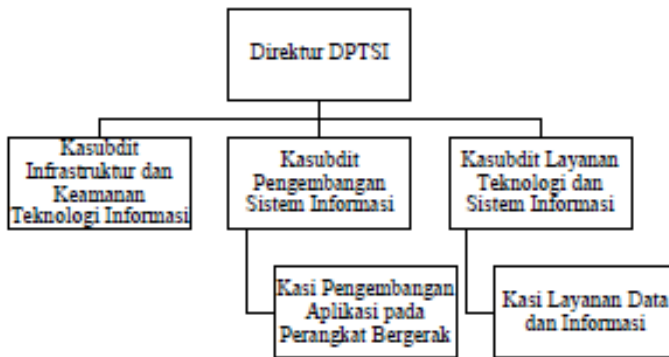 Direktur DPTSI
Kasubdit
Infrastruktur dan
Keamanan
Teknologi Informasi
Kasubdit
Pengembangan
Sistem Informasi
Kasubdit Layanan
Teknologi dan
Sistem Informasi
Kasi Pengembangan
Aplikasi pada
Perangkat Bergerak
Kasi Layanan Data
dan Informasi